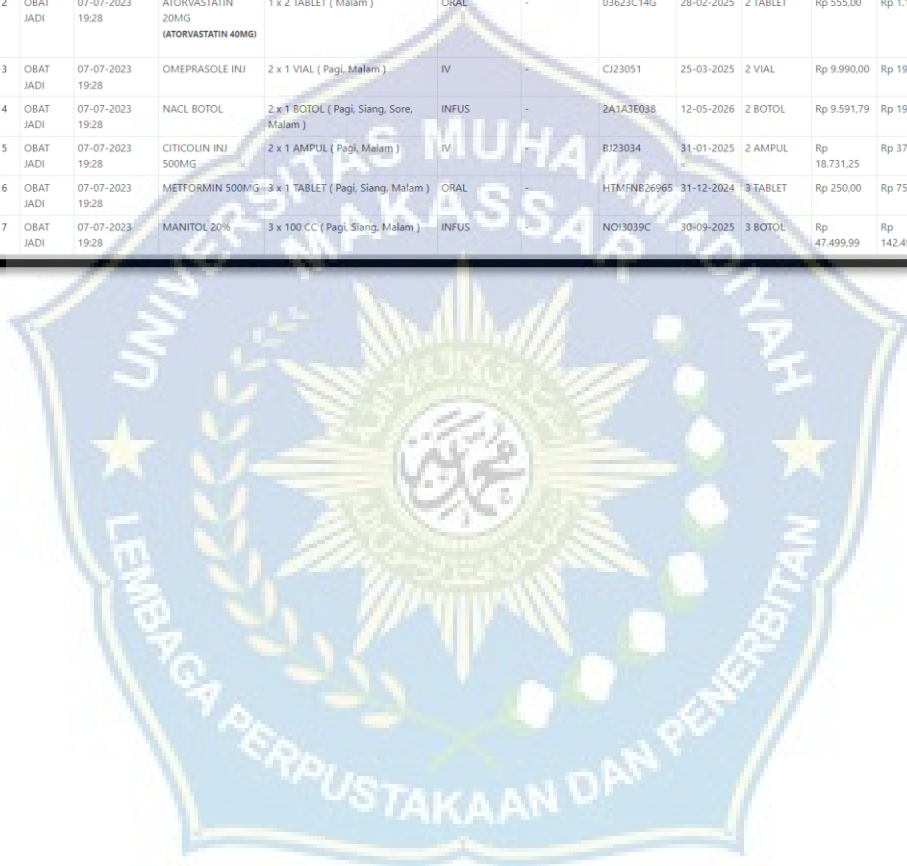 2 OBAT JADI 07-07-2023 19:28 ATORVASTATIN 20MG (ATORVASTATIN 40MG) 1 x 2 TABLET ( Malam ) ORAL - 03623C14G 28-02-2025 2 TABLET Rp 555,00 Rp 1.1
3 OBAT JADI 07-07-2023 19:28 OMEPRASOLE INJ 2 x 1 VIAL ( Pagi, Malam ) IV - CJ23051 25-03-2025 2 VIAL Rp 9.990,00 Rp 19
4 OBAT JADI 07-07-2023 19:28 NACL BOTOL 2 x 1 BOTOL ( Pagi, Siang, Sore, Malam ) INFUS - 2A1A3E038 12-05-2026 2 BOTOL Rp 9.591,79 Rp 19
5 OBAT JADI 07-07-2023 19:28 CITICOLIN INJ 500MG 2 x 1 AMPUL ( Pagi, Malam ) IV - BJ23034 31-01-2025 2 AMPUL Rp 18.731,25 Rp 37
6 OBAT JADI 07-07-2023 19:28 METFORMIN 500MG 3 x 1 TABLET ( Pagi, Siang, Malam ) ORAL - HTMFNB26965 31-12-2024 3 TABLET Rp 250,00 Rp 75
7 OBAT JADI 07-07-2023 19:28 MANITOL 20% 3 x 100 CC ( Pagi, Siang, Malam ) INFUS - NOI3039C 30-09-2025 3 BOTOL Rp 47.499,99 Rp 142.49
UNIVERSITAS MUHAMMADIYAH
MAKASSAR
LEMBAGA PERPUSTAKAAN DAN PENERBITAN